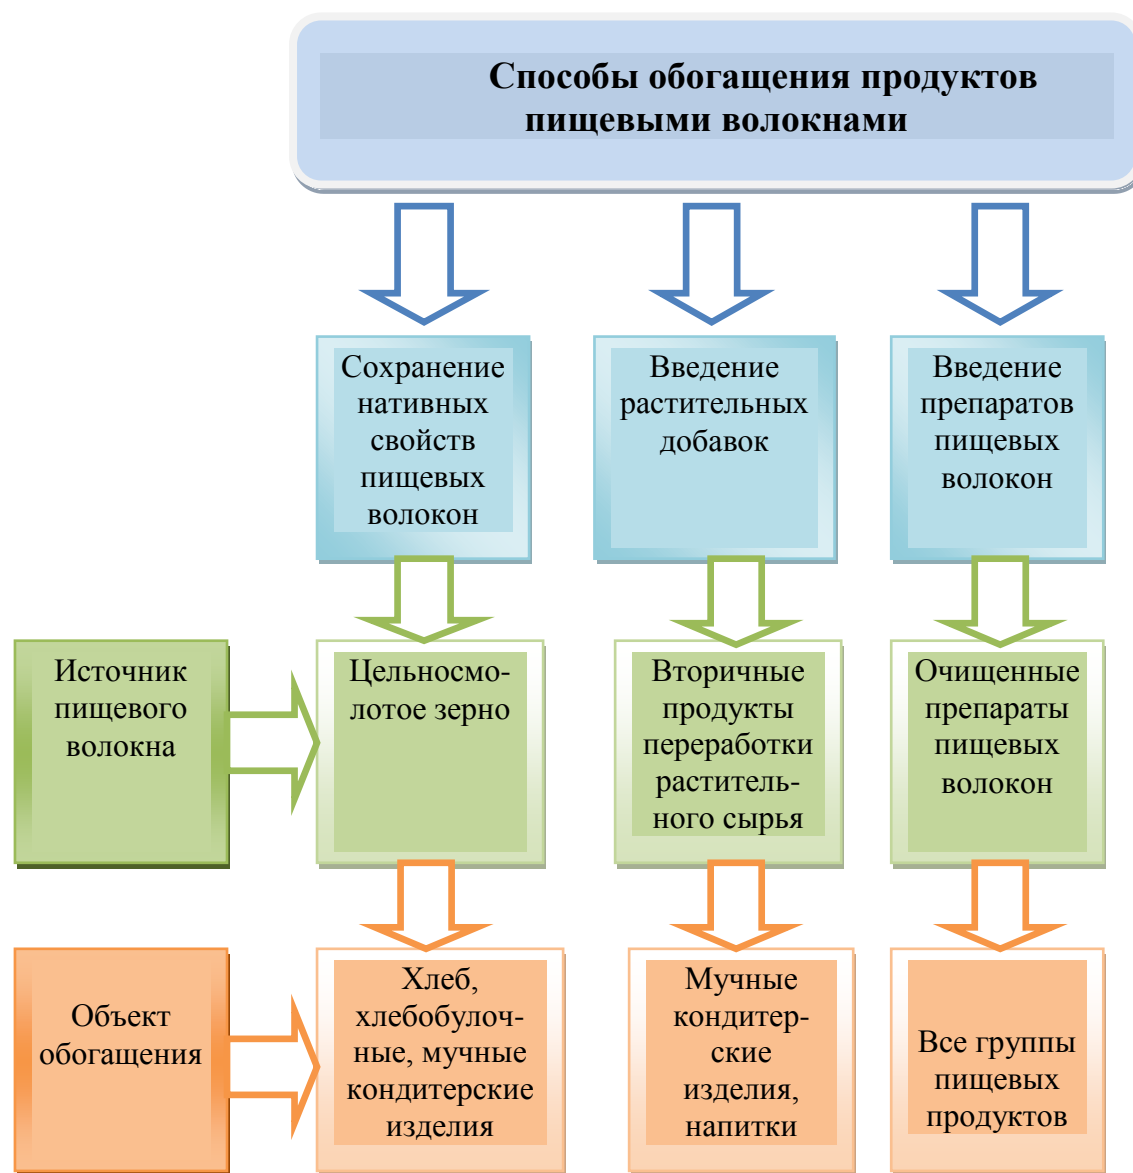 Способы обогащения продуктов
пищевыми волокнами
Сохранение
нативных
свойств
пищевых
волокон
Введение
растительных
добавок
Введение
препаратов
пищевых
волокон
Источник
пищевого
волокна
Цельносмо-
лотое зерно
Вторичные
продукты
переработки
раститель-
ного сырья
Очищенные
препараты
пищевых
волокон
Объект
обогащения
Хлеб,
хлебобулоч-
ные, мучные
кондитерские
изделия
Мучные
кондитер-
ские
изделия,
напитки
Все группы
пищевых
продуктов